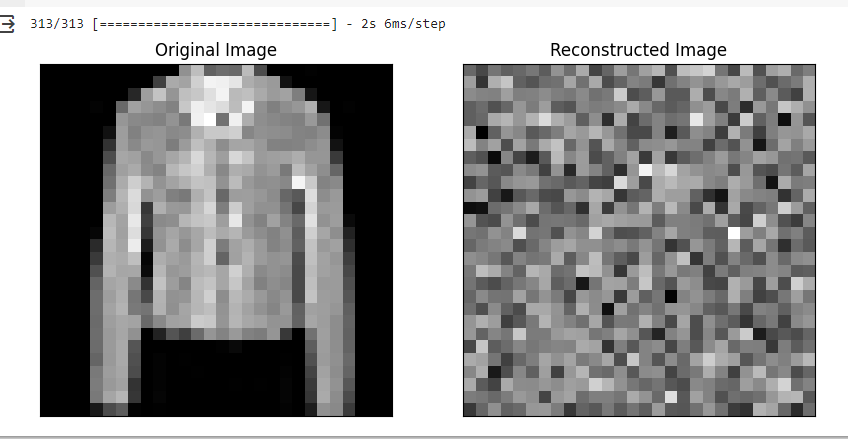 313/313 [==============================] - 2s 6ms/step
Original Image
Reconstructed Image